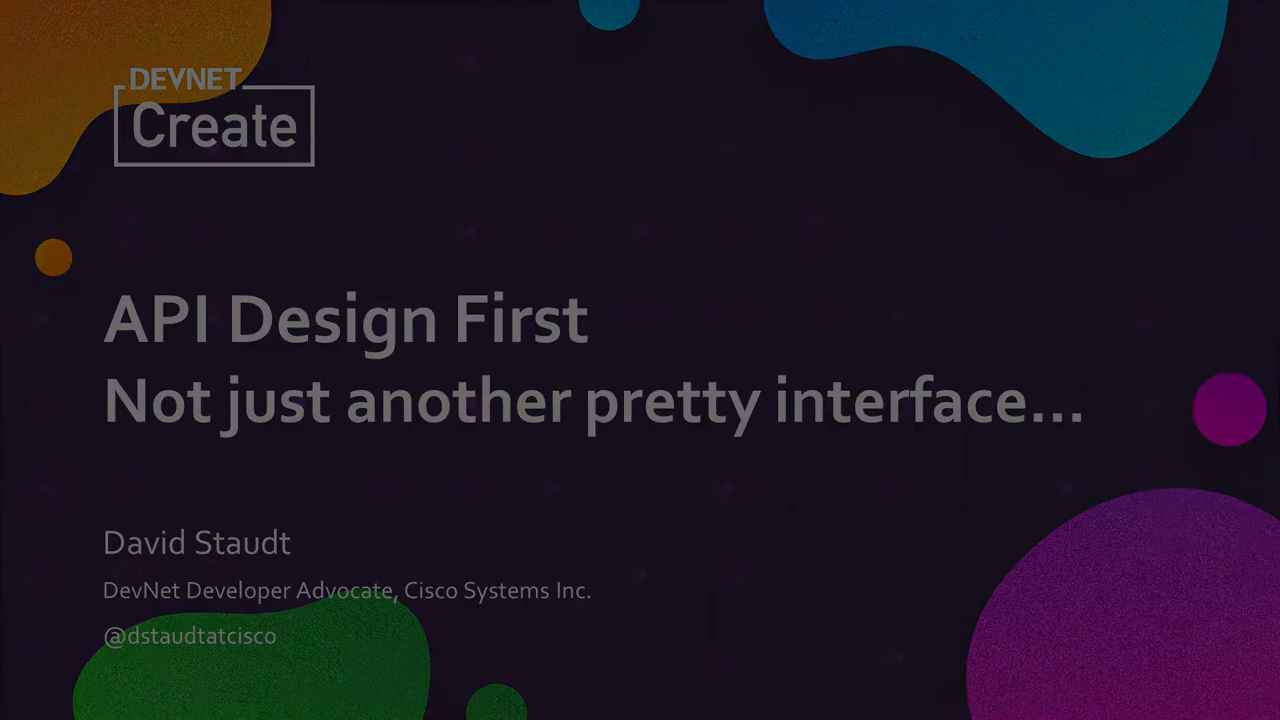 DEVNET
Create
API Design First
Not just another pretty interface...
David Staudt
DevNet Developer Advocate, Cisco Systems Inc.
@dstaudtatcisco